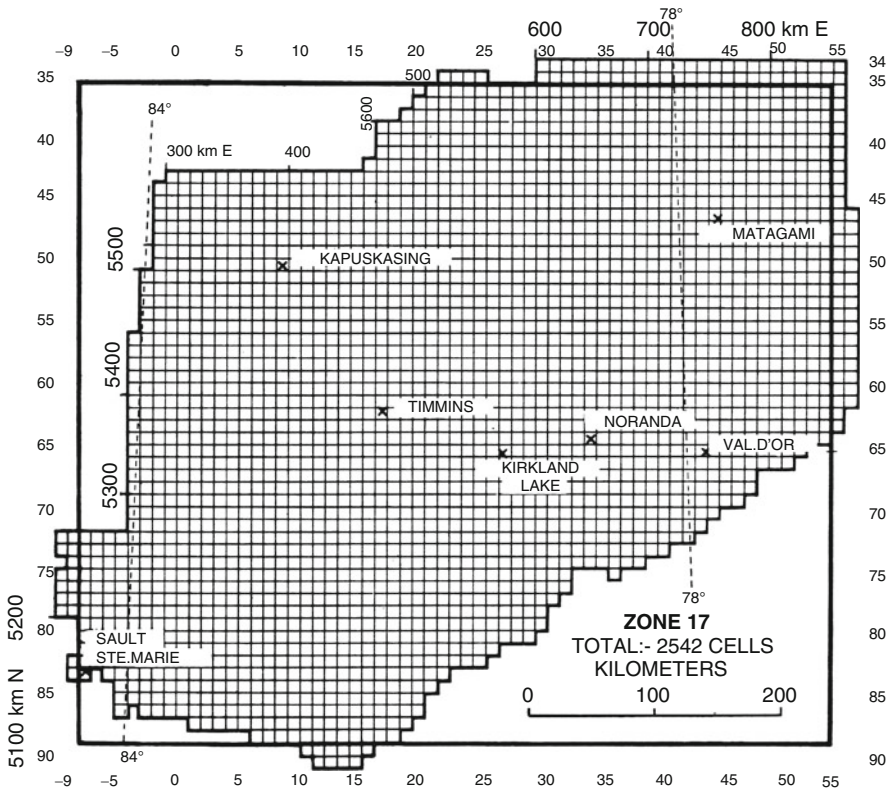 78°
600 700 800 km E
–9 –5 0 5 10 15 20 25 30 35 40 45 50 55
34
35 500 35
5600
84°
40 40
300 km E 400
45 45
MATAGAMI
5500
50 KAPUSKASING 50
55 55
5400
60 60
TIMMINS
NORANDA
65 VAL.D'OR 65
KIRKLAND
LAKE
5300
70 70
75 75
78°
5200
ZONE 17
80 SAULT 80
STE.MARIE
TOTAL:- 2542 CELLS
KILOMETERS
85 0 100 200 85
5100 km N
90 84° 90
–9 –5 0 5 10 15 20 25 30 35 40 45 50 55